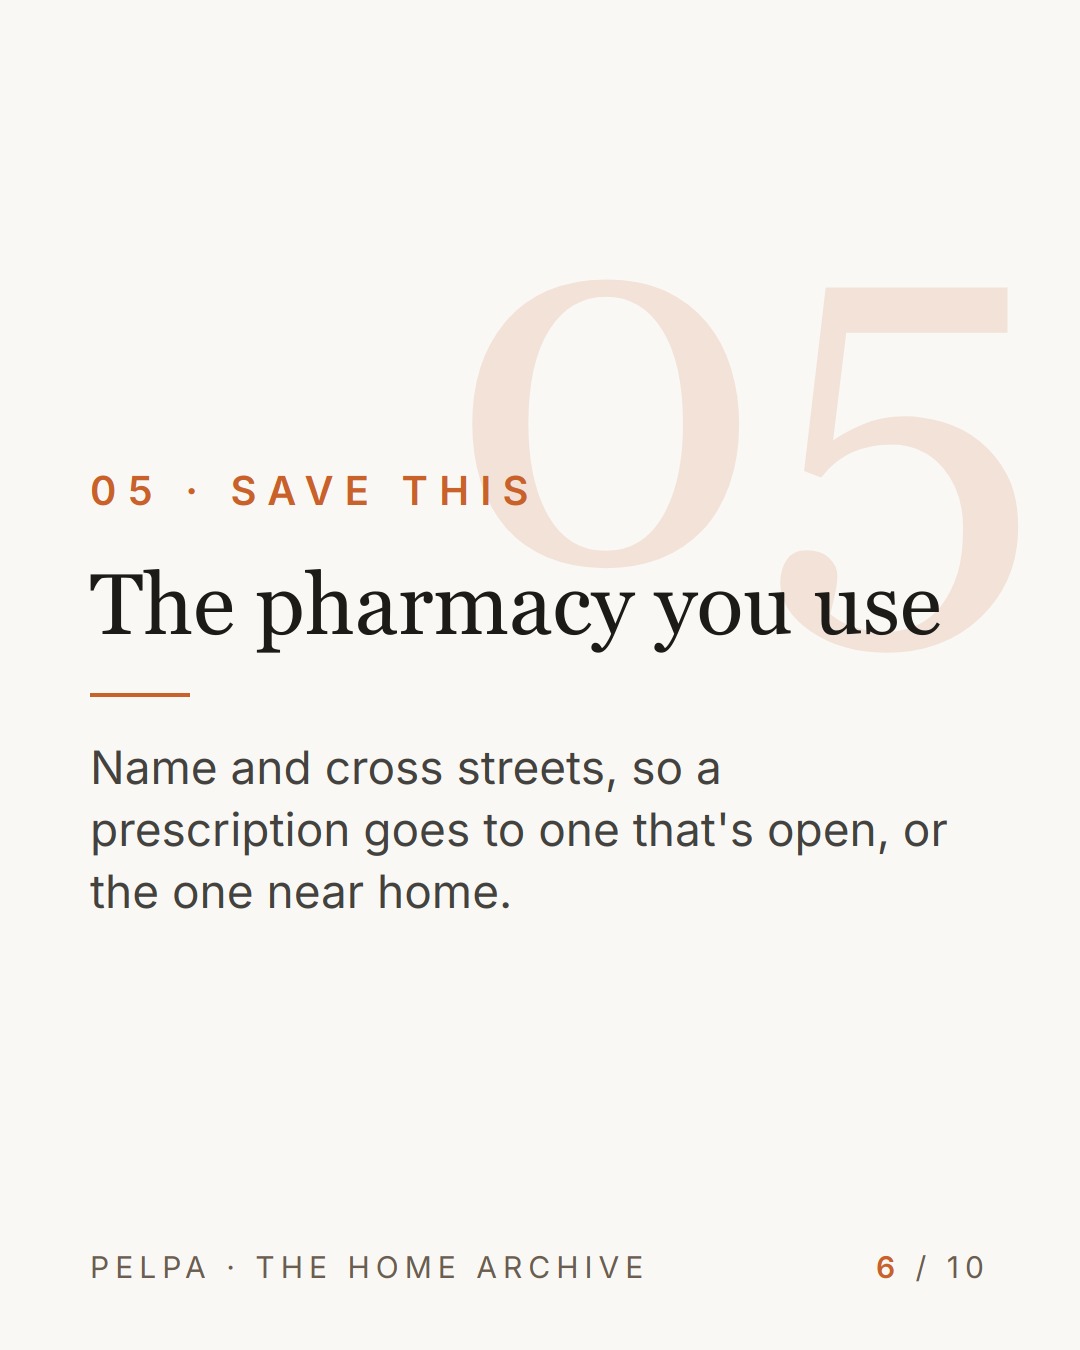 05
05 · SAVE THIS
The pharmacy you use
Name and cross streets, so a
prescription goes to one that's open, or
the one near home.
PELPA · THE HOME ARCHIVE
6 / 10